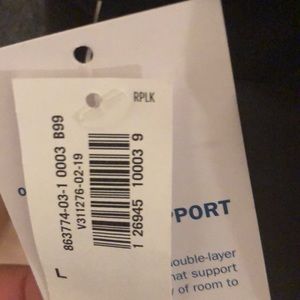 RPLK
863774-03-1 0003 B99
V311276-02-19
1 26945 10003 9
L
PPORT
ouble-layer
hat support
of room to